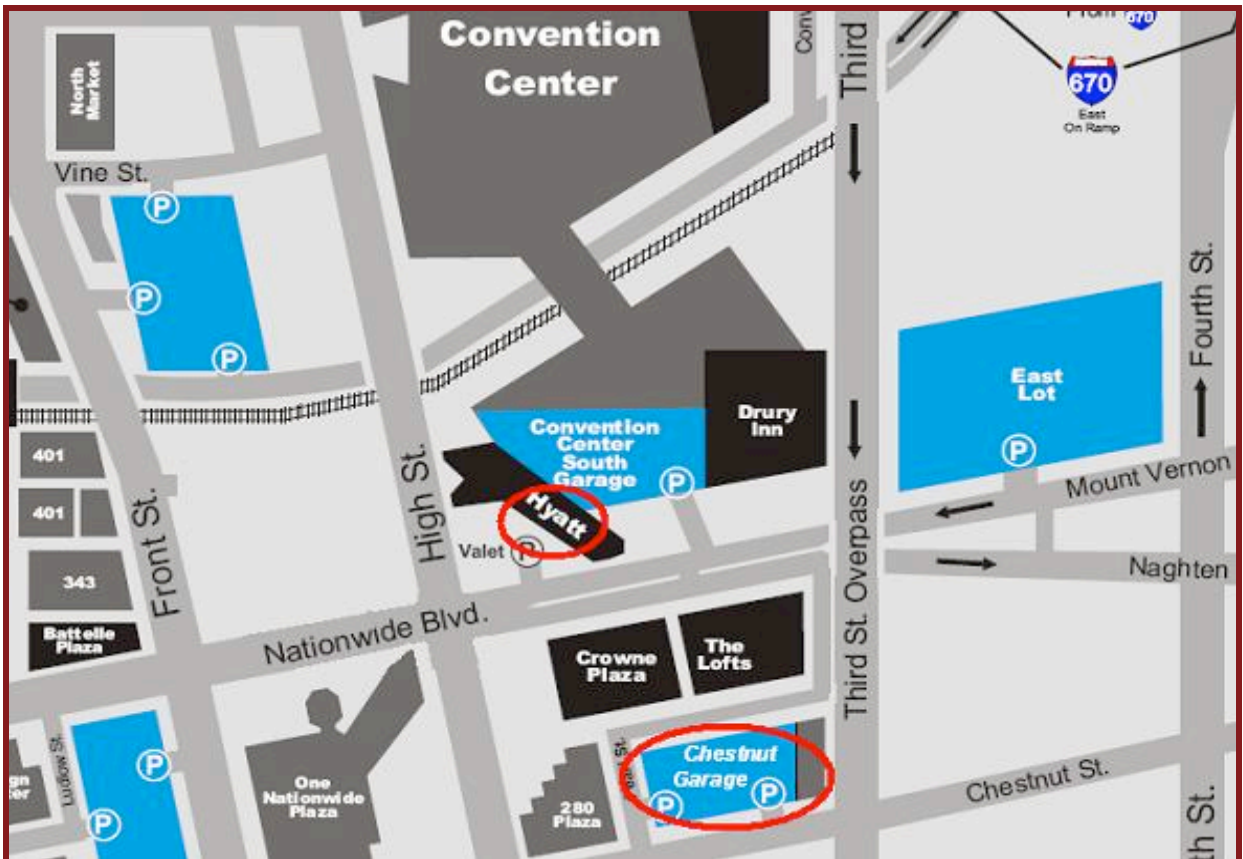 Convention
Center
North
Market
Third
670
670
East
On Ramp
Vine St.
P
P
P
Fourth St.
East
Lot
P
Drury
Inn
Convention
Center
South
Garage
P
401
401
343
Battelle
Plaza
Front St.
High St.
Hyatt
Valet P
Mount Vernon
Naghten
Third St. Overpass
Nationwide Blvd.
Crowne
Plaza
The
Lofts
Ludlow St.
P
P
One
Nationwide
Plaza
280
Plaza
Chestnut
Garage
P
P
Chestnut St.